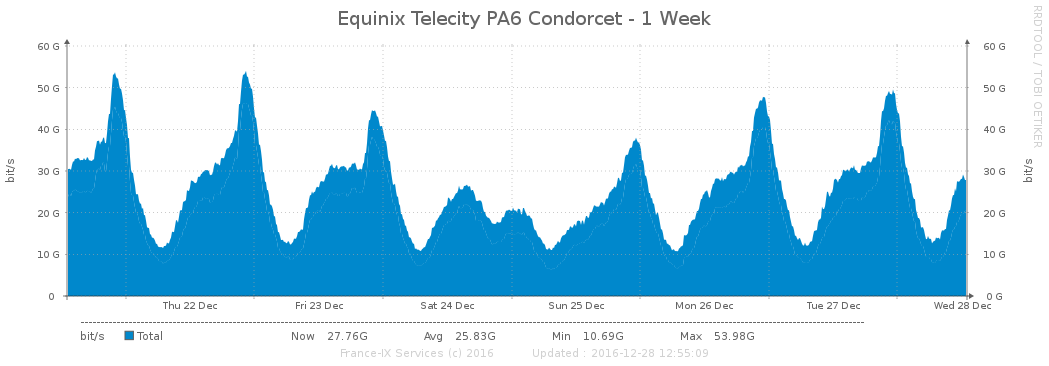 Equinix Telecity PA6 Condorcet - 1 Week
RRDTOOL / TOBI OETIKER
bit/s
60 G 60 G
50 G 50 G
40 G 40 G
30 G 30 G
20 G 20 G
10 G 10 G
0 0 G
bit/s
Thu 22 Dec Fri 23 Dec Sat 24 Dec Sun 25 Dec Mon 26 Dec Tue 27 Dec Wed 28 Dec
bit/s Total Now 27.76G Avg 25.83G Min 10.69G Max 53.98G
France-IX Services (c) 2016 Updated : 2016-12-28 12:55:09